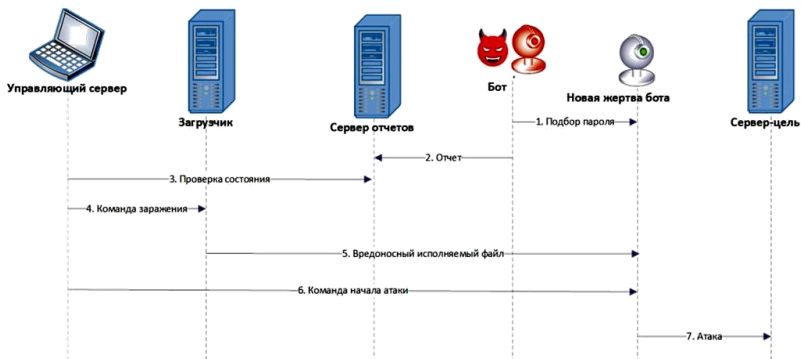 Управляющий сервер
Загрузчик
Сервер отчетов
Бот
Новая жертва бота
Сервер-цель
1. Подбор пароля
2. Отчет
3. Проверка состояния
4. Команда заражения
5. Вредоносный исполняемый файл
6. Команда начала атаки
7. Атака